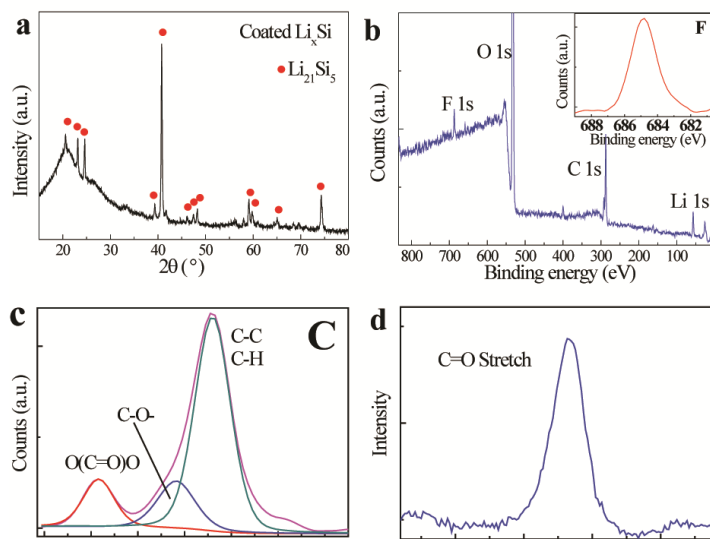 a
Coated LixSi
Li21Si5
Intensity (a.u.)
20 30 40 50 60 70 80
2θ (°)
b
O 1s
F 1s
C 1s
Li 1s
Counts (a.u.)
800 700 600 500 400 300 200 100
Binding energy (eV)
F
Counts (a.u.)
688 686 684 682
Binding energy (eV)
c
C
C-C
C-H
C-O-
O(C=O)O
Counts (a.u.)
d
C=O Stretch
Intensity